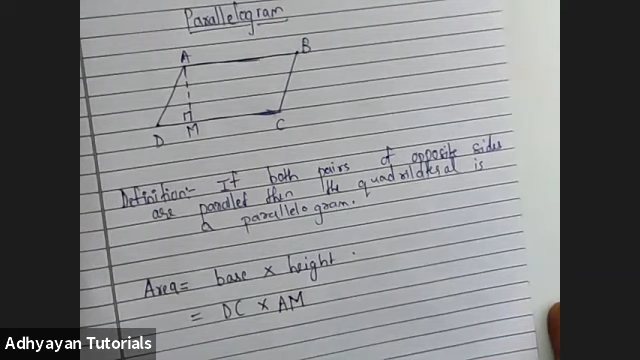 Parallelogram
A
B
D
M
C
Definition:- If both pairs of opposite sides
are parallel then the quadrilateral is
a parallelogram.
Area = base × height.
= DC × AM
Adhyayan Tutorials